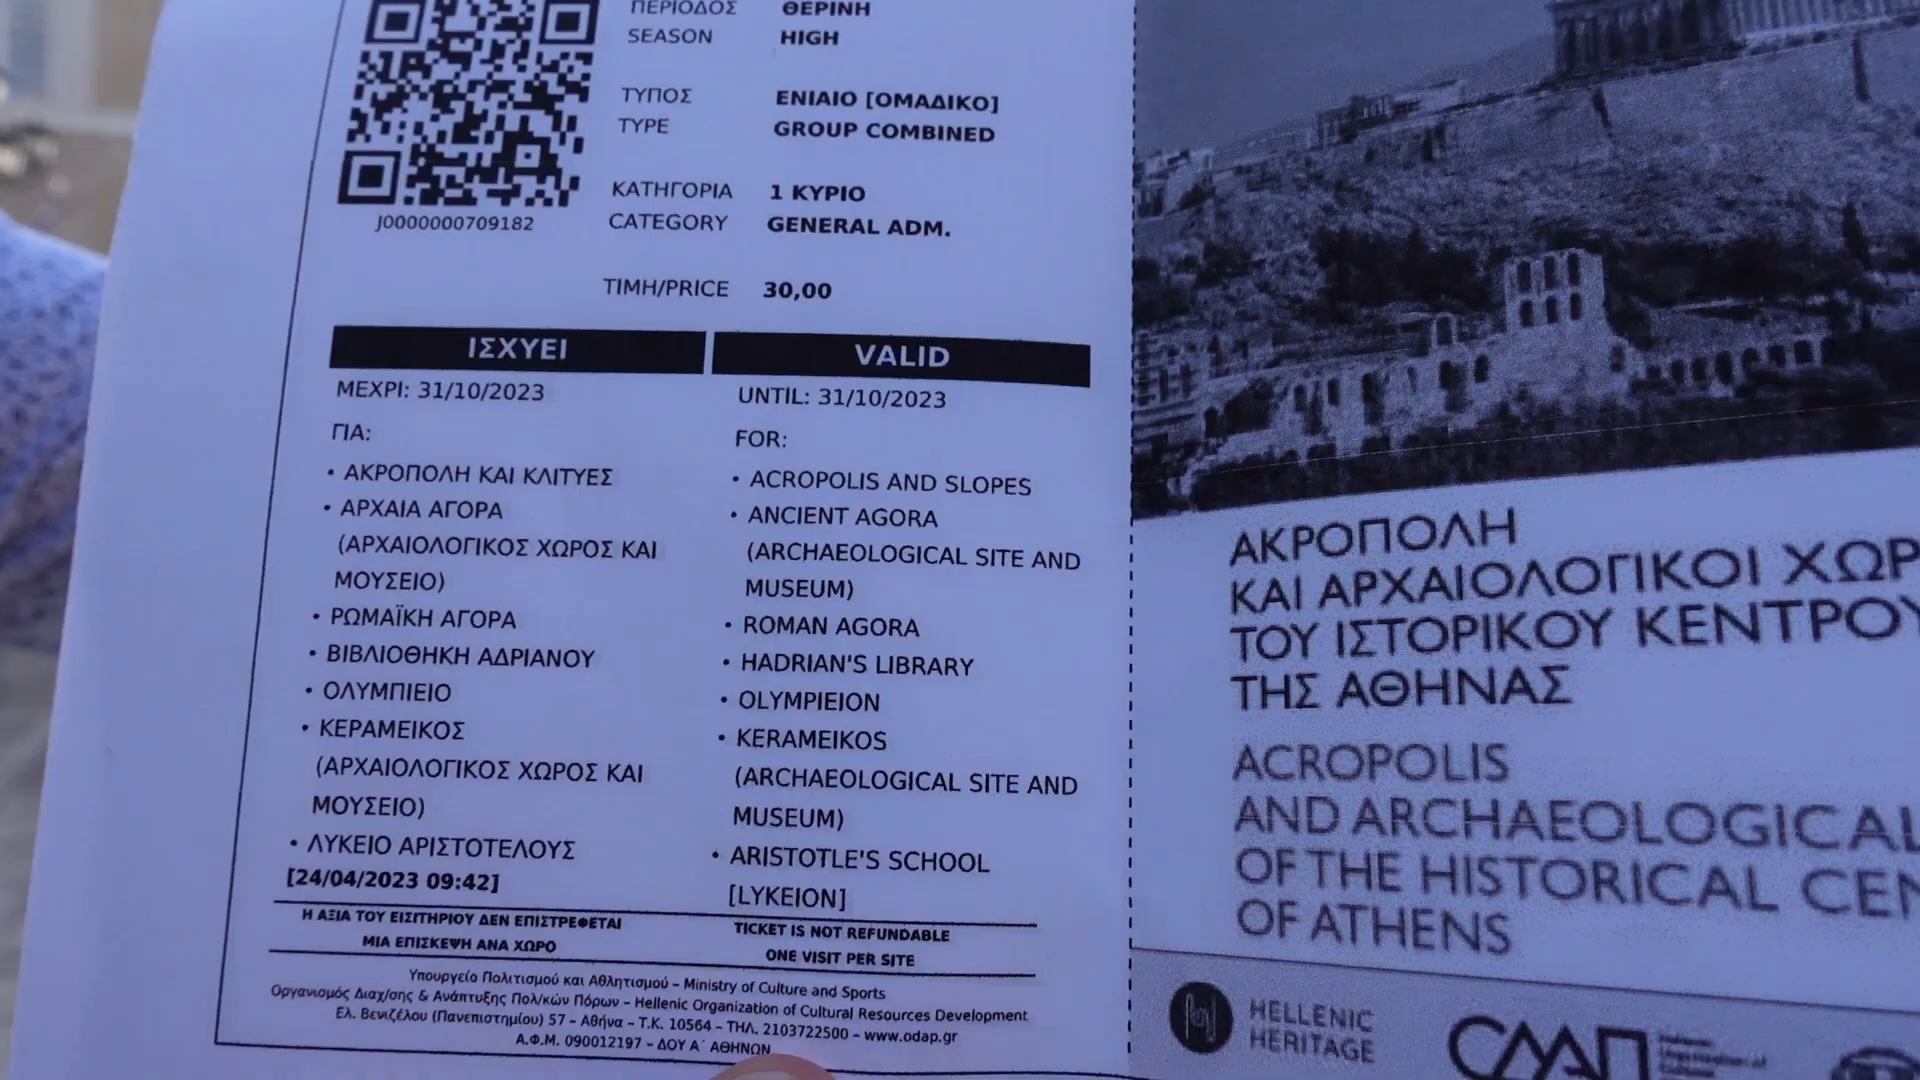 ΠΕΡΙΟΔΟΣ ΘΕΡΙΝΗ
SEASON HIGH
ΤΥΠΟΣ ΕΝΙΑΙΟ [ΟΜΑΔΙΚΟ]
TYPE GROUP COMBINED
ΚΑΤΗΓΟΡΙΑ 1 ΚΥΡΙΟ
CATEGORY GENERAL ADM.
J0000000709182
ΤΙΜΗ/PRICE 30,00
ΙΣΧΥΕΙ
ΜΕΧΡΙ: 31/10/2023
ΓΙΑ:
• ΑΚΡΟΠΟΛΗ ΚΑΙ ΚΛΙΤΥΕΣ
• ΑΡΧΑΙΑ ΑΓΟΡΑ
(ΑΡΧΑΙΟΛΟΓΙΚΟΣ ΧΩΡΟΣ ΚΑΙ
ΜΟΥΣΕΙΟ)
• ΡΩΜΑΪΚΗ ΑΓΟΡΑ
• ΒΙΒΛΙΟΘΗΚΗ ΑΔΡΙΑΝΟΥ
• ΟΛΥΜΠΙΕΙΟ
• ΚΕΡΑΜΕΙΚΟΣ
(ΑΡΧΑΙΟΛΟΓΙΚΟΣ ΧΩΡΟΣ ΚΑΙ
ΜΟΥΣΕΙΟ)
• ΛΥΚΕΙΟ ΑΡΙΣΤΟΤΕΛΟΥΣ
[24/04/2023 09:42]
VALID
UNTIL: 31/10/2023
FOR:
• ACROPOLIS AND SLOPES
• ANCIENT AGORA
(ARCHAEOLOGICAL SITE AND
MUSEUM)
• ROMAN AGORA
• HADRIAN'S LIBRARY
• OLYMPIEION
• KERAMEIKOS
(ARCHAEOLOGICAL SITE AND
MUSEUM)
• ARISTOTLE'S SCHOOL
[LYKEION]
Η ΑΞΙΑ ΤΟΥ ΕΙΣΙΤΗΡΙΟΥ ΔΕΝ ΕΠΙΣΤΡΕΦΕΤΑΙ
ΜΙΑ ΕΠΙΣΚΕΨΗ ΑΝΑ ΧΩΡΟ
TICKET IS NOT REFUNDABLE
ONE VISIT PER SITE
Υπουργείο Πολιτισμού και Αθλητισμού – Ministry of Culture and Sports
Οργανισμός Διαχ/σης & Ανάπτυξης Πολ/κών Πόρων – Hellenic Organization of Cultural Resources Development
Ελ. Βενιζέλου (Πανεπιστημίου) 57 – Αθήνα – Τ.Κ. 10564 – ΤΗΛ. 2103722500 – www.odap.gr
Α.Φ.Μ. 090012197 – ΔΟΥ Α΄ ΑΘΗΝΩΝ
ΑΚΡΟΠΟΛΗ
ΚΑΙ ΑΡΧΑΙΟΛΟΓΙΚΟΙ ΧΩΡ
ΤΟΥ ΙΣΤΟΡΙΚΟΥ ΚΕΝΤΡΟΥ
ΤΗΣ ΑΘΗΝΑΣ
ACROPOLIS
AND ARCHAEOLOGICAL
OF THE HISTORICAL CEN
OF ATHENS
HELLENIC
HERITAGE